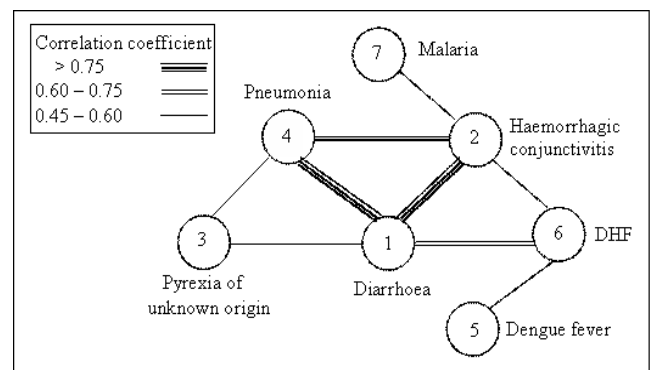 Correlation coefficient
> 0.75
0.60 – 0.75
0.45 – 0.60
7
Malaria
Pneumonia
4
2
Haemorrhagic
conjunctivitis
3
1
6
DHF
Pyrexia of
unknown origin
Diarrhoea
5
Dengue fever